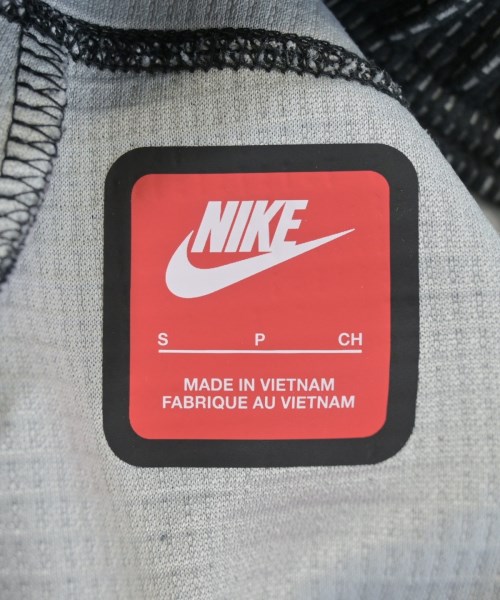 NIKE
S P CH
MADE IN VIETNAM
FABRIQUE AU VIETNAM